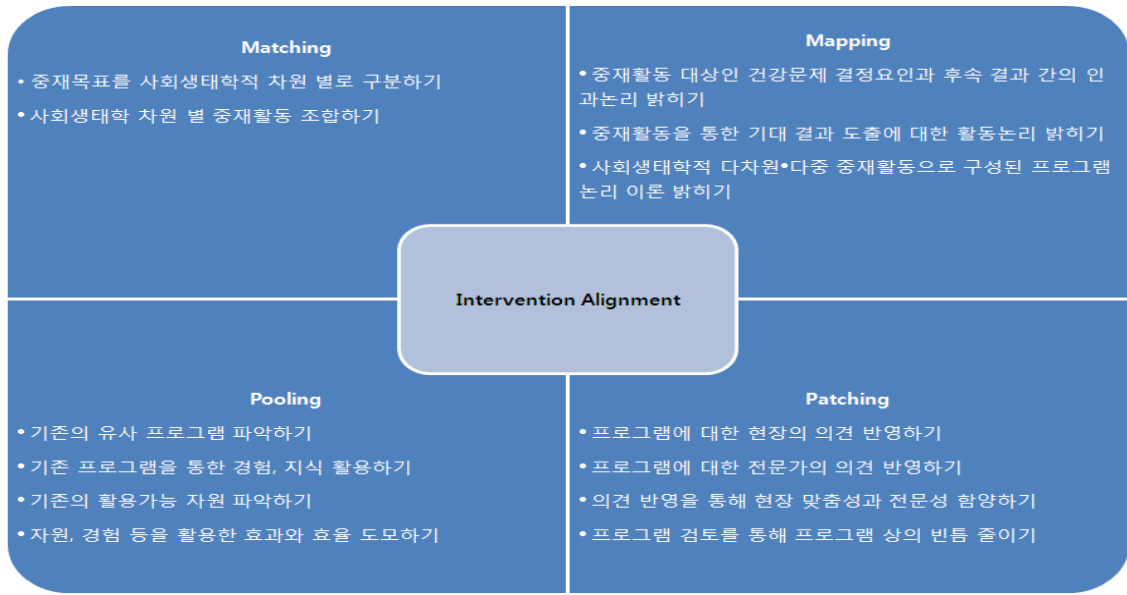 Matching
• 중재목표를 사회생태학적 차원 별로 구분하기
• 사회생태학 차원 별 중재활동 조합하기
Mapping
• 중재활동 대상인 건강문제 결정요인과 후속 결과 간의 인
과논리 밝히기
• 중재활동을 통한 기대 결과 도출에 대한 활동논리 밝히기
• 사회생태학적 다차원•다중 중재활동으로 구성된 프로그램
논리 이론 밝히기
Intervention Alignment
Pooling
• 기존의 유사 프로그램 파악하기
• 기존 프로그램을 통한 경험, 지식 활용하기
• 기존의 활용가능 자원 파악하기
• 자원, 경험 등을 활용한 효과와 효율 도모하기
Patching
• 프로그램에 대한 현장의 의견 반영하기
• 프로그램에 대한 전문가의 의견 반영하기
• 의견 반영을 통해 현장 맞춤성과 전문성 함양하기
• 프로그램 검토를 통해 프로그램 상의 빈틈 줄이기